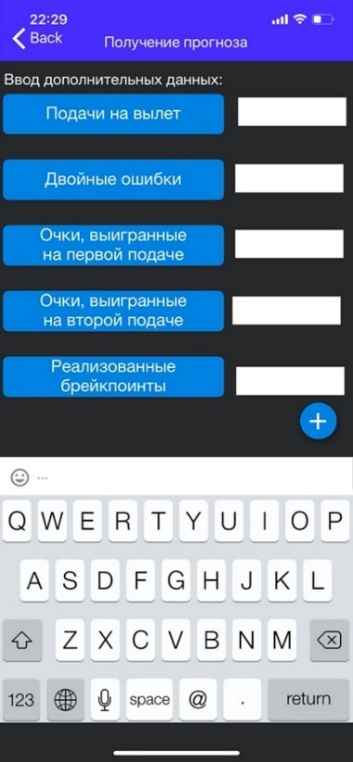 22:29
Back
Получение прогноза
Ввод дополнительных данных:
Подачи на вылет
Двойные ошибки
Очки, выигранные
на первой подаче
Очки, выигранные
на второй подаче
Реализованные
брейкпоинты
+
...
Q W E R T Y U I O P
A S D F G H J K L
Z X C V B N M
123 space @ . return